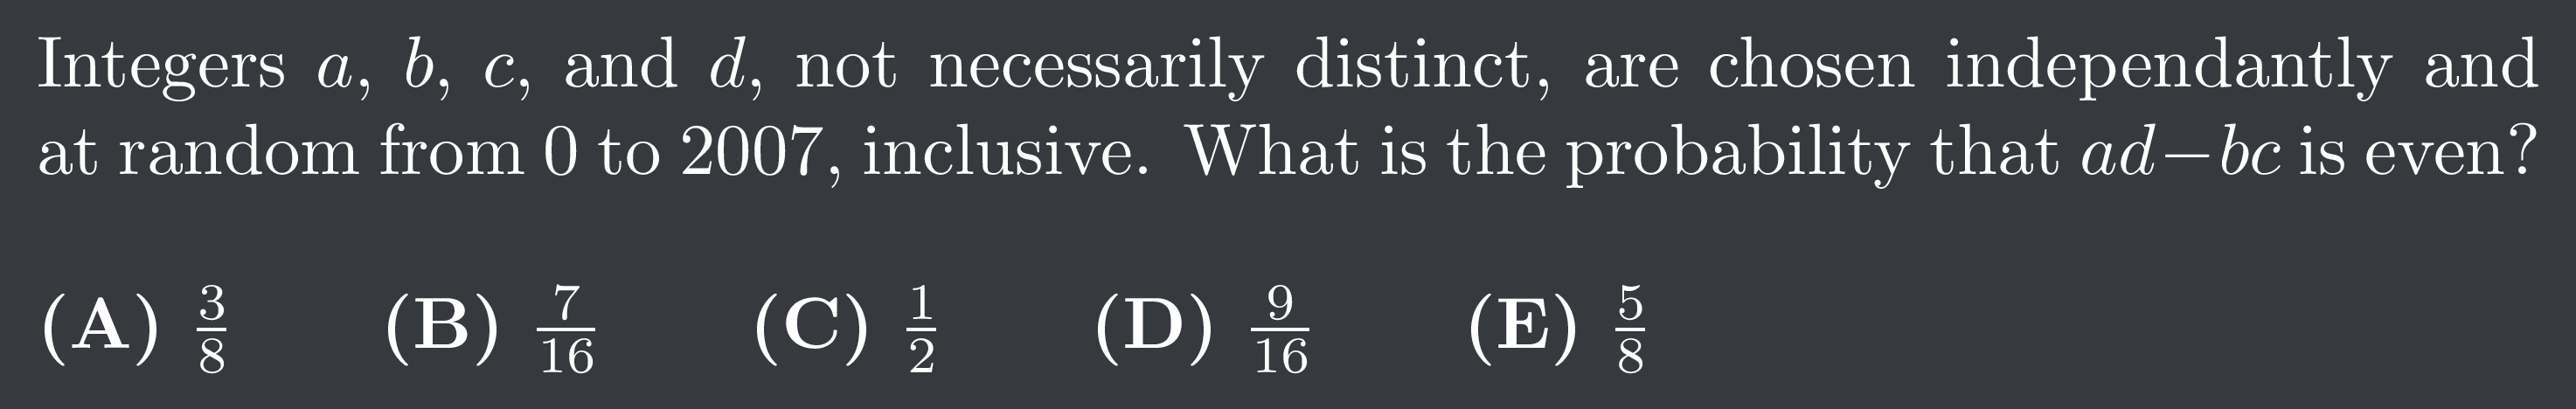 Integers a, b, c, and d, not necessarily distinct, are chosen independantly and
at random from 0 to 2007, inclusive. What is the probability that ad−bc is even?
(A) 3/8 (B) 7/16 (C) 1/2 (D) 9/16 (E) 5/8